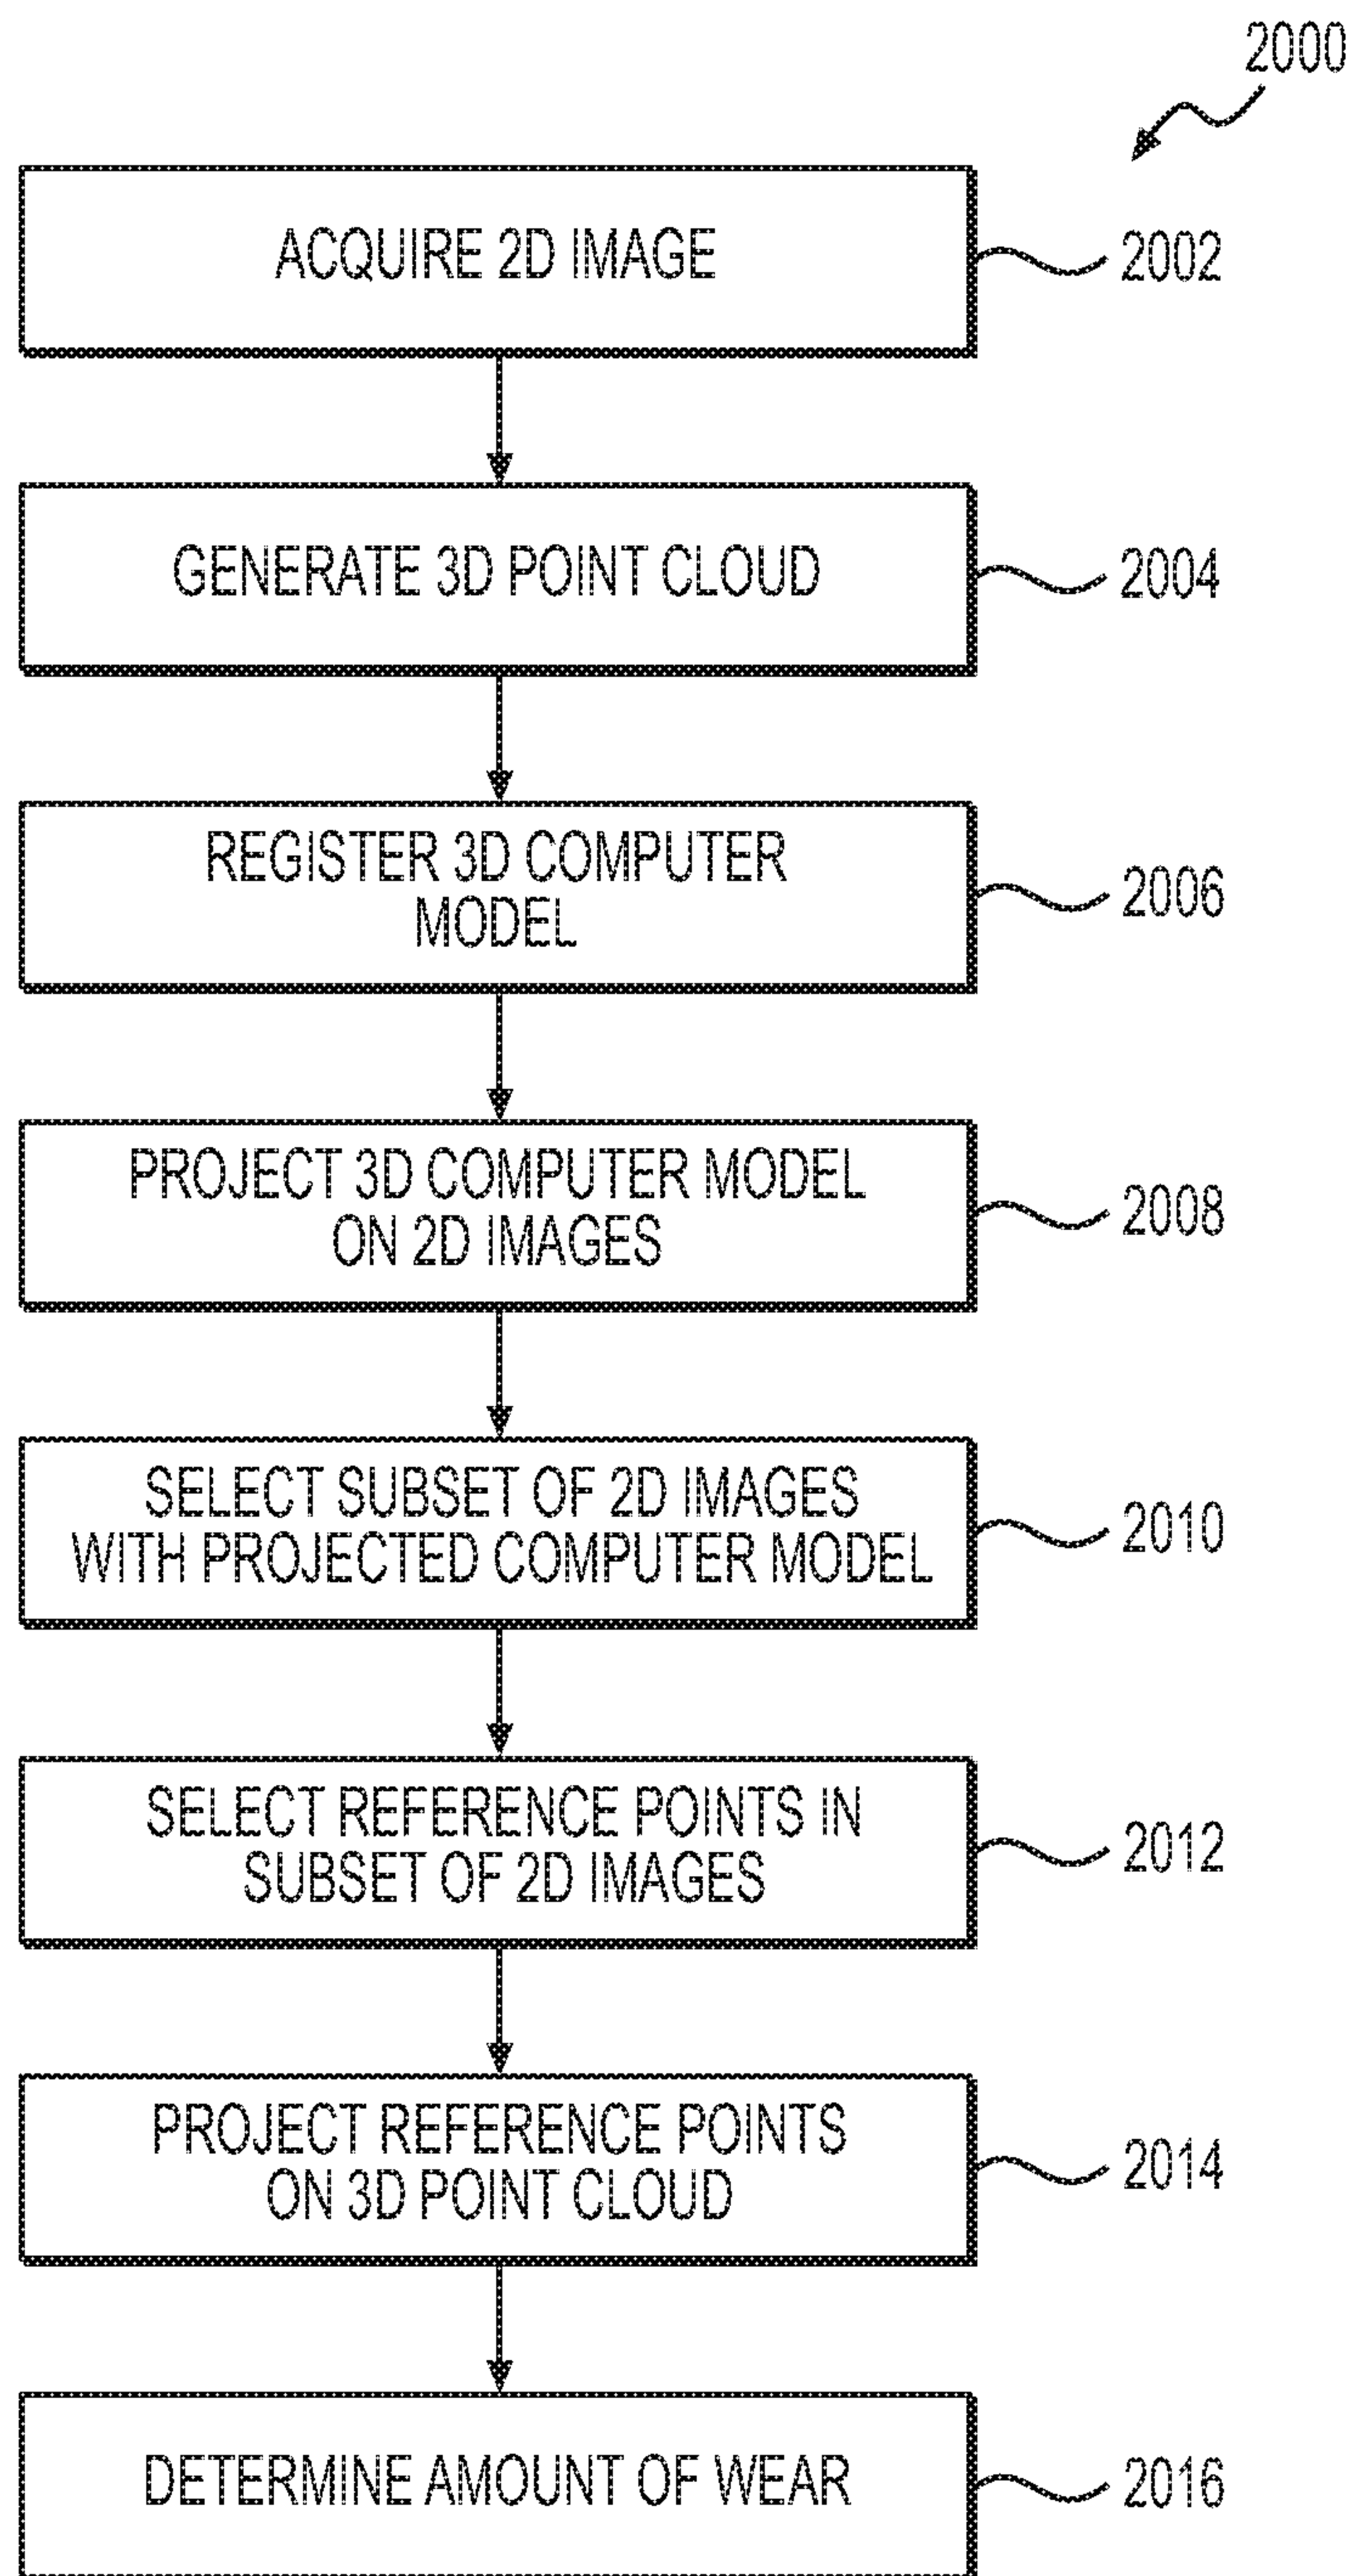 2000
ACQUIRE 2D IMAGE
2002
GENERATE 3D POINT CLOUD
2004
REGISTER 3D COMPUTER
MODEL
2006
PROJECT 3D COMPUTER MODEL
ON 2D IMAGES
2008
SELECT SUBSET OF 2D IMAGES
WITH PROJECTED COMPUTER MODEL
2010
SELECT REFERENCE POINTS IN
SUBSET OF 2D IMAGES
2012
PROJECT REFERENCE POINTS
ON 3D POINT CLOUD
2014
DETERMINE AMOUNT OF WEAR
2016